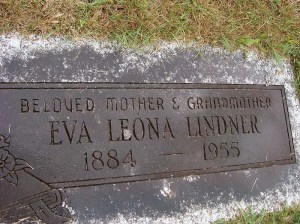 BELOVED MOTHER & GRANDMOTHER
EVA LEONA LINDNER
1884 — 1955